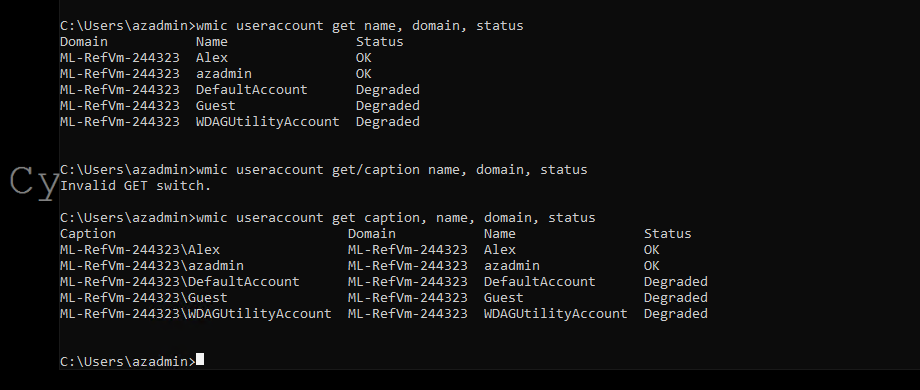 C:\Users\azadmin>wmic useraccount get name, domain, status
Domain Name Status
ML-RefVm-244323 Alex OK
ML-RefVm-244323 azadmin OK
ML-RefVm-244323 DefaultAccount Degraded
ML-RefVm-244323 Guest Degraded
ML-RefVm-244323 WDAGUtilityAccount Degraded
C:\Users\azadmin>wmic useraccount get/caption name, domain, status
Cy
Invalid GET switch.
C:\Users\azadmin>wmic useraccount get caption, name, domain, status
Caption Domain Name Status
ML-RefVm-244323\Alex ML-RefVm-244323 Alex OK
ML-RefVm-244323\azadmin ML-RefVm-244323 azadmin OK
ML-RefVm-244323\DefaultAccount ML-RefVm-244323 DefaultAccount Degraded
ML-RefVm-244323\Guest ML-RefVm-244323 Guest Degraded
ML-RefVm-244323\WDAGUtilityAccount ML-RefVm-244323 WDAGUtilityAccount Degraded
C:\Users\azadmin>